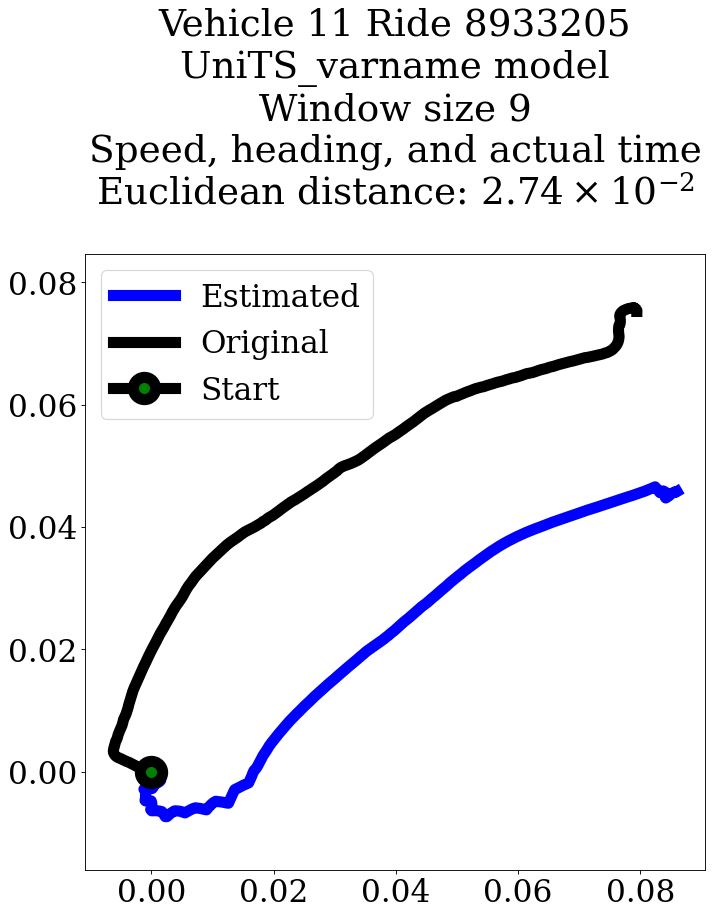 Vehicle 11 Ride 8933205
UniTS_varname model
Window size 9
Speed, heading, and actual time
Euclidean distance: 2.74 × 10⁻²
Estimated
Original
Start
0.08
0.06
0.04
0.02
0.00
0.00 0.02 0.04 0.06 0.08